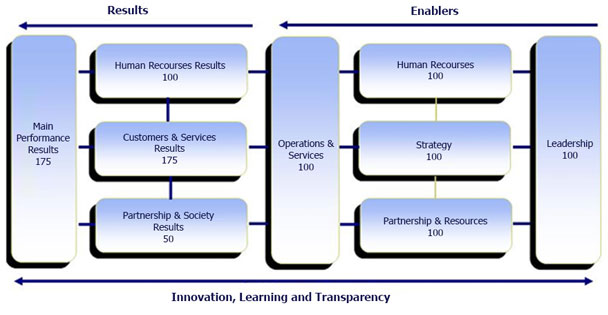 Results
Enablers
Main
Performance
Results
175
Human Recourses Results
100
Customers & Services
Results
175
Partnership & Society
Results
50
Operations &
Services
100
Human Recourses
100
Strategy
100
Partnership & Resources
100
Leadership
100
Innovation, Learning and Transparency